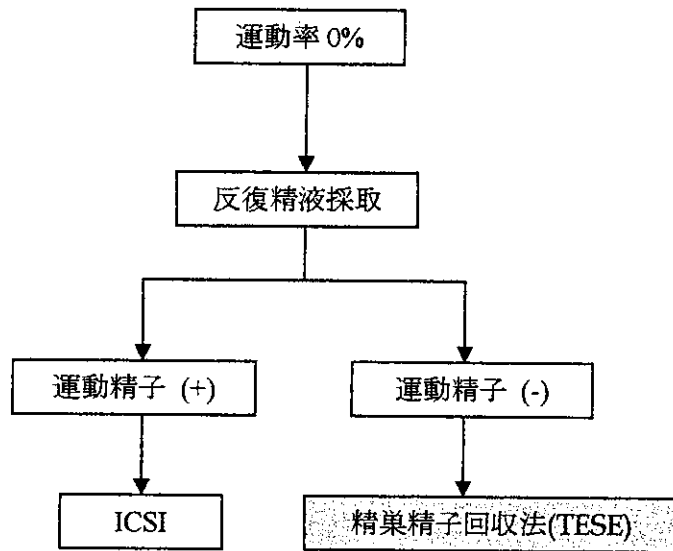 運動率 0%
反復精液採取
運動精子 (+)
運動精子 (-)
ICSI
精巣精子回収法(TESE)